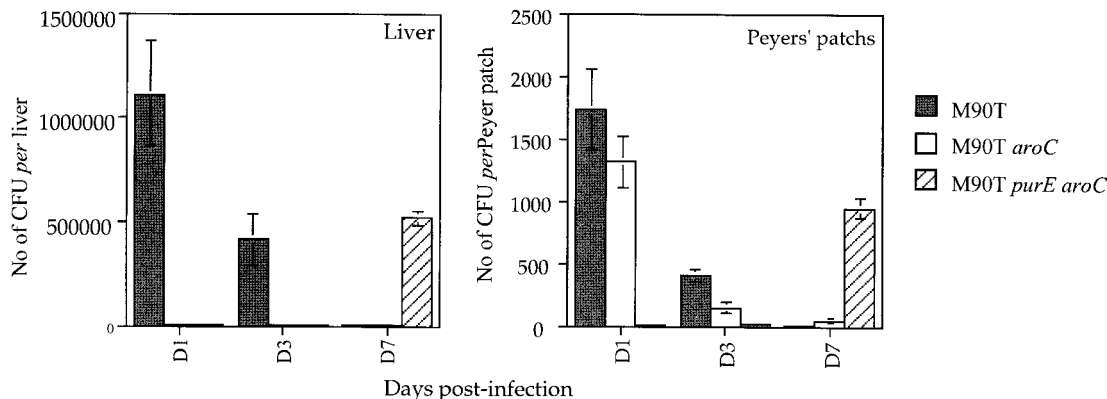 1500000
1000000
500000
0
No of CFU per liver
Liver
D1
D3
D7
2500
2000
1500
1000
500
0
No of CFU perPeyer patch
Peyers' patchs
D1
D3
D7
Days post-infection
M90T
M90T aroC
M90T purE aroC